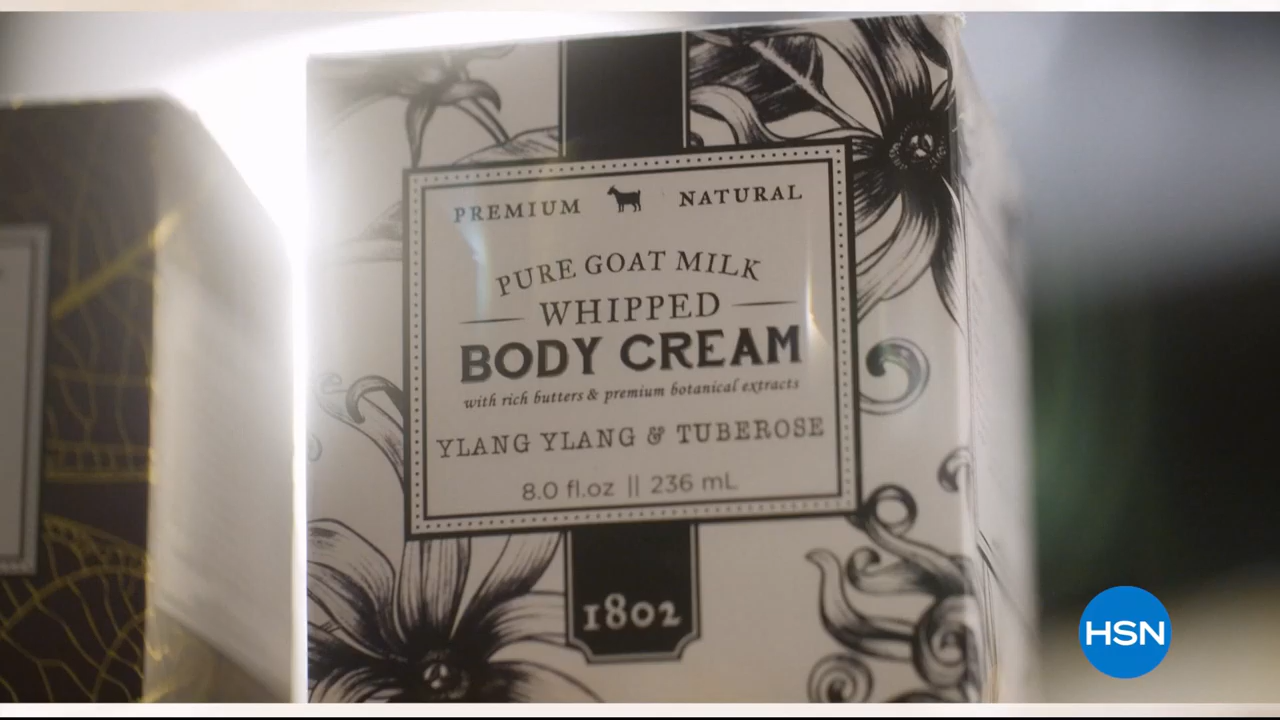 PREMIUM NATURAL
PURE GOAT MILK
WHIPPED
BODY CREAM
with rich butters & premium botanical extracts
YLANG YLANG & TUBEROSE
8.0 fl.oz || 236 mL
1802
HSN